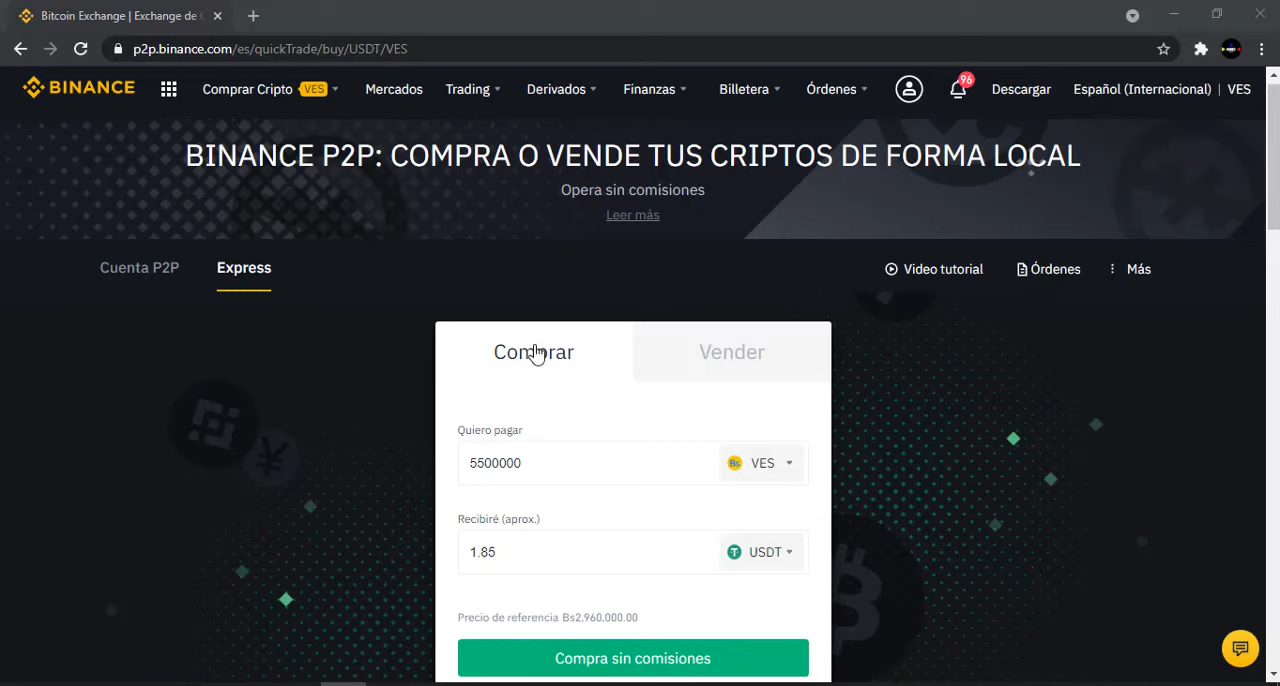 Bitcoin Exchange | Exchange de C
p2p.binance.com/es/quickTrade/buy/USDT/VES
BINANCE Comprar Cripto VES Mercados Trading Derivados Finanzas Billetera Órdenes 96 Descargar Español (Internacional) | VES
BINANCE P2P: COMPRA O VENDE TUS CRIPTOS DE FORMA LOCAL
Opera sin comisiones
Leer más
Cuenta P2P Express Video tutorial Órdenes Más
Comprar Vender
Quiero pagar
5500000 Bs VES
Recibiré (aprox.)
1.85 USDT
Precio de referencia Bs2,960,000.00
Compra sin comisiones